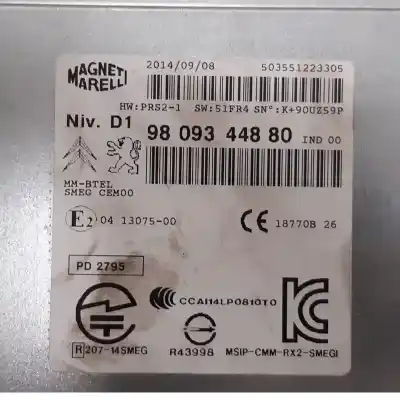 MAGNETI MARELLI
2014/09/08 503551223305
HW:PRS2-1 SW:51FR4 SN°:K+90UZ59P
Niv. D1 98 093 448 80 IND 00
MM-BTEL
SMEG CEM00
E2 04 13075-00 CE 18770B 26
PD 2795
CCAI14LP0810T0
R 207-14SMEG R43998 MSIP-CMM-RX2-SMEGI